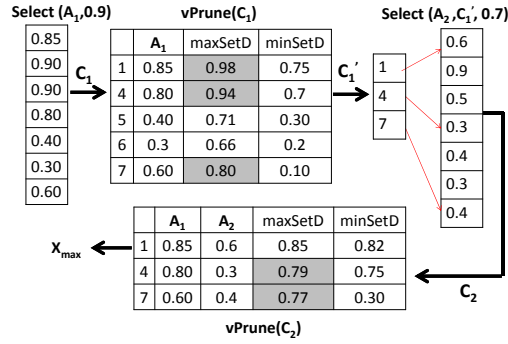 Select (A1,0.9)
0.85
0.90
0.90
0.80
0.40
0.30
0.60
C1
vPrune(C1)
A1 maxSetD minSetD
1 0.85 0.98 0.75
4 0.80 0.94 0.7
5 0.40 0.71 0.30
6 0.3 0.66 0.2
7 0.60 0.80 0.10
C1′
1
4
7
Select (A2,C1′, 0.7)
0.6
0.9
0.5
0.3
0.4
0.3
0.4
C2
A1 A2 maxSetD minSetD
1 0.85 0.6 0.85 0.82
4 0.80 0.3 0.79 0.75
7 0.60 0.4 0.77 0.30
vPrune(C2)
Xmax